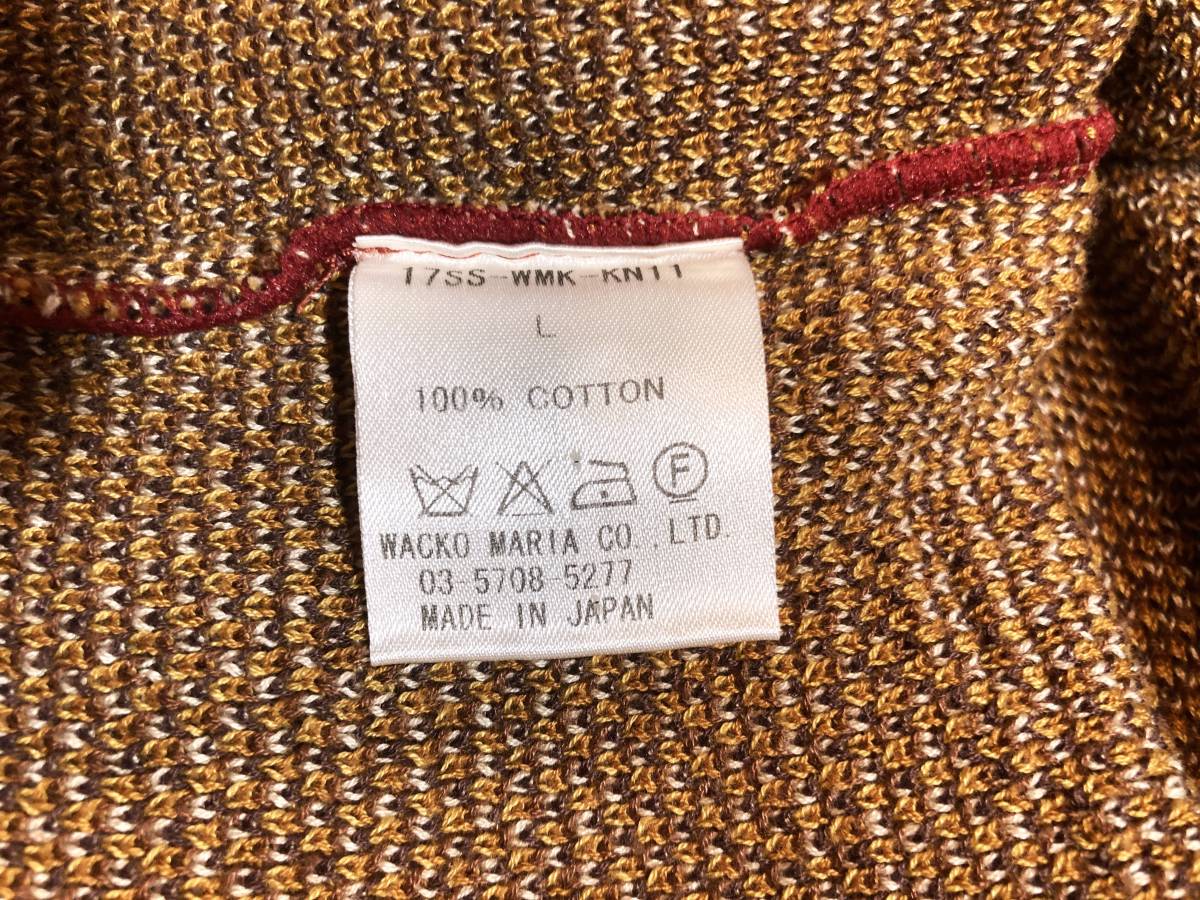 17SS-WMK-KN11
L
100% COTTON
F
WACKO MARIA CO.,LTD.
03-5708-5277
MADE IN JAPAN